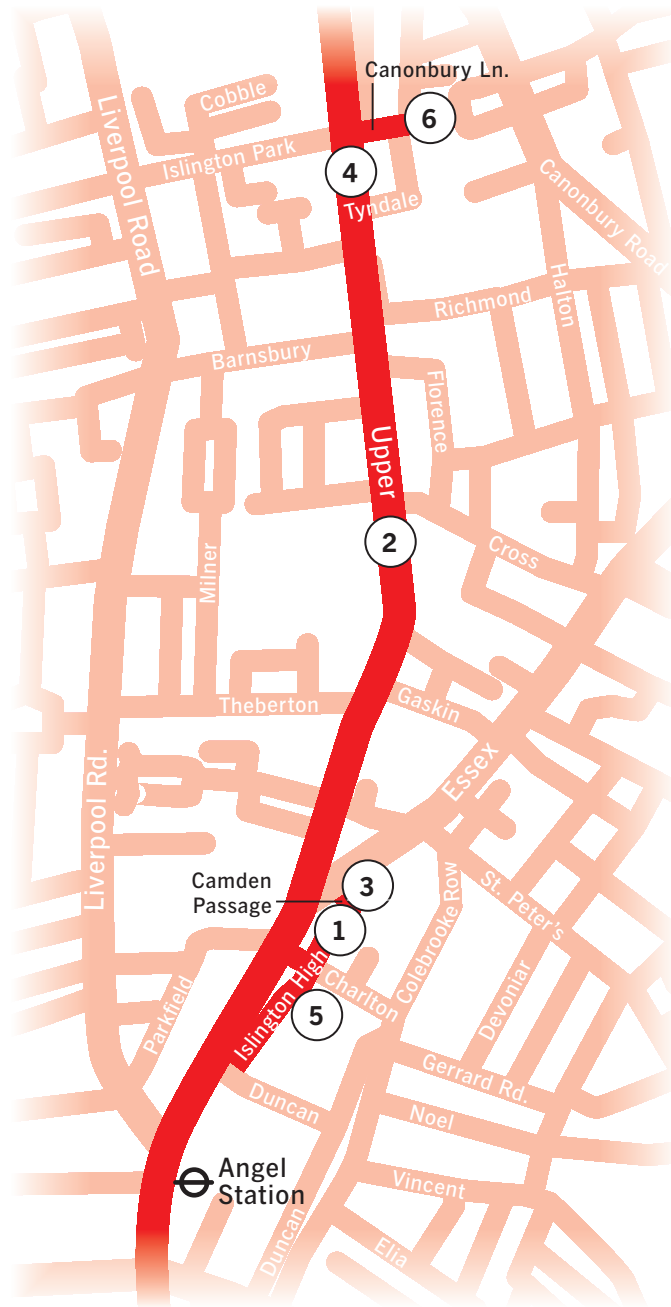 Canonbury Ln.
Cobble
6
Liverpool Road
Islington Park
4
Tyndale
Canonbury Road
Halton
Richmond
Barnsbury
Florence
Upper
2
Cross
Milner
Theberton
Gaskin
Essex
Liverpool Rd.
Camden
Passage
3
1
St. Peter's
Colebrooke Row
Islington High
Charlton
5
Devoniar
Parkfield
Gerrard Rd.
Duncan
Noel
Angel
Station
Vincent
Duncan
Elia